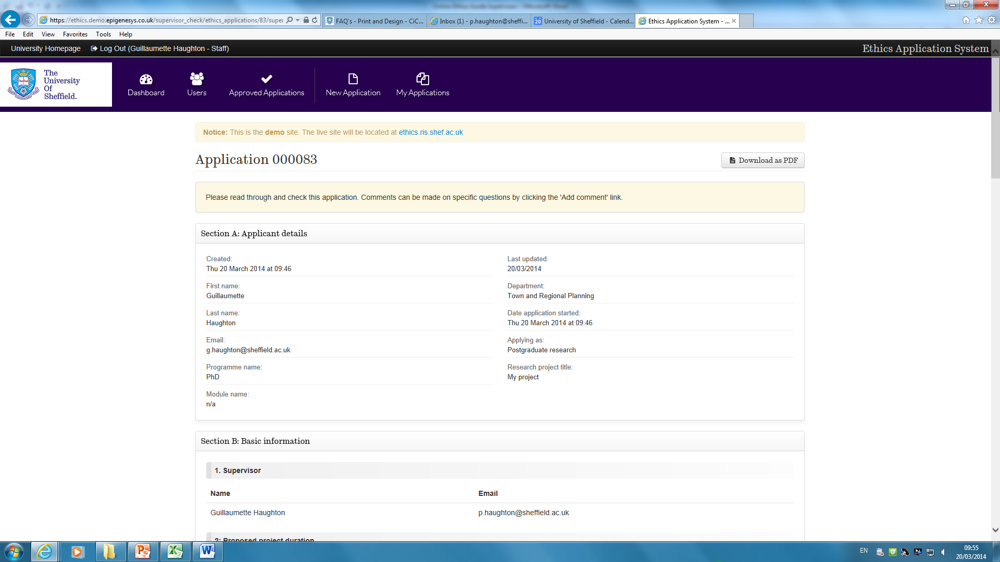 https://ethics.demo.epigenesys.co.uk/supervisor_check/ethics_applications/83/super
FAQ's - Print and Design - CiC...
Inbox (1) - p.haughton@sheffi...
20 University of Sheffield - Calend...
Ethics Application System - ...
File Edit View Favorites Tools Help
University Homepage Log Out (Guillaumette Haughton - Staff) Ethics Application System
The
University
Of
Sheffield.
Dashboard Users Approved Applications New Application My Applications
Notice: This is the demo site. The live site will be located at ethics.ris.shef.ac.uk
Application 000083
Download as PDF
Please read through and check this application. Comments can be made on specific questions by clicking the 'Add comment' link.
Section A: Applicant details
Created:
Thu 20 March 2014 at 09:46
Last updated:
20/03/2014
First name:
Guillaumette
Department:
Town and Regional Planning
Last name:
Haughton
Date application started:
Thu 20 March 2014 at 09:46
Email:
g.haughton@sheffield.ac.uk
Applying as:
Postgraduate research
Programme name:
PhD
Research project title:
My project
Module name:
n/a
Section B: Basic information
1. Supervisor
Name Email
Guillaumette Haughton p.haughton@sheffield.ac.uk
2: Proposed project duration
EN
09:55
20/03/2014